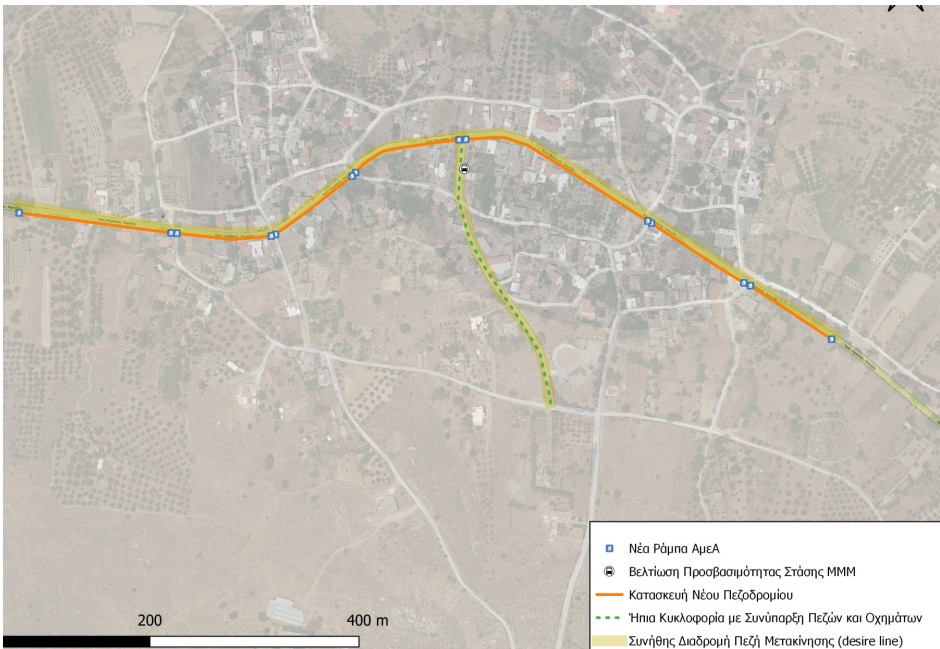 200
400 m
Νέα Ράμπα ΑμεΑ
Βελτίωση Προσβασιμότητας Στάσης ΜΜΜ
Κατασκευή Νέου Πεζοδρομίου
Ήπια Κυκλοφορία με Συνύπαρξη Πεζών και Οχημάτων
Συνήθης Διαδρομή Πεζή Μετακίνησης (desire line)